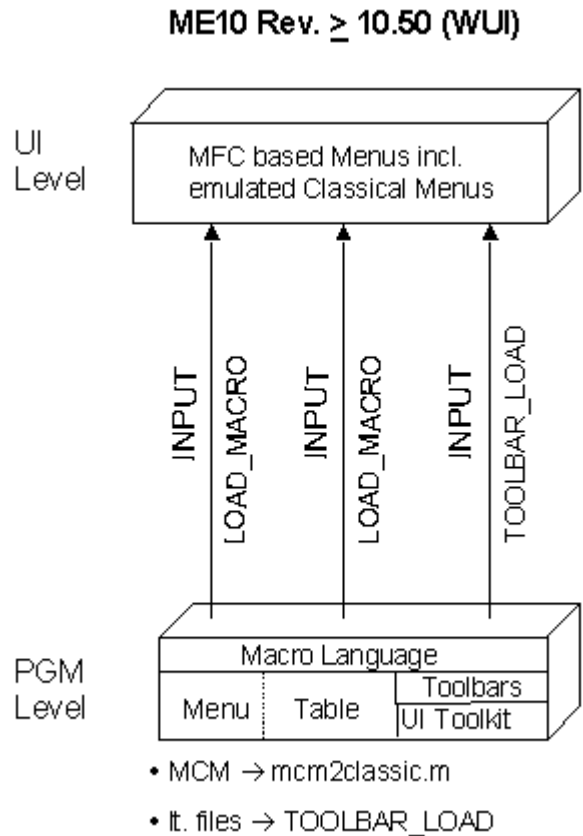 ME10 Rev. ≥ 10.50 (WUI)
UI
Level
MFC based Menus incl.
emulated Classical Menus
INPUT
LOAD_MACRO
INPUT
LOAD_MACRO
INPUT
TOOLBAR_LOAD
PGM
Level
Macro Language
Menu
Table
Toolbars
UI Toolkit
• MCM → mcm2classic.m
• lt. files → TOOLBAR_LOAD